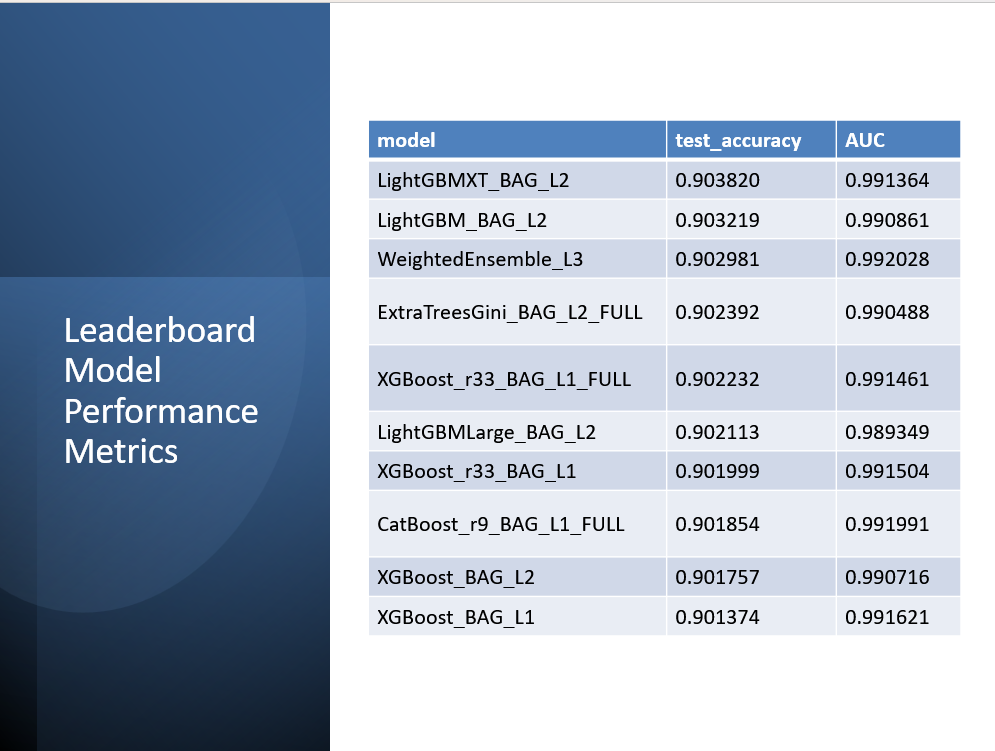 Leaderboard
Model
Performance
Metrics
model test_accuracy AUC
LightGBMXT_BAG_L2 0.903820 0.991364
LightGBM_BAG_L2 0.903219 0.990861
WeightedEnsemble_L3 0.902981 0.992028
ExtraTreesGini_BAG_L2_FULL 0.902392 0.990488
XGBoost_r33_BAG_L1_FULL 0.902232 0.991461
LightGBMLarge_BAG_L2 0.902113 0.989349
XGBoost_r33_BAG_L1 0.901999 0.991504
CatBoost_r9_BAG_L1_FULL 0.901854 0.991991
XGBoost_BAG_L2 0.901757 0.990716
XGBoost_BAG_L1 0.901374 0.991621